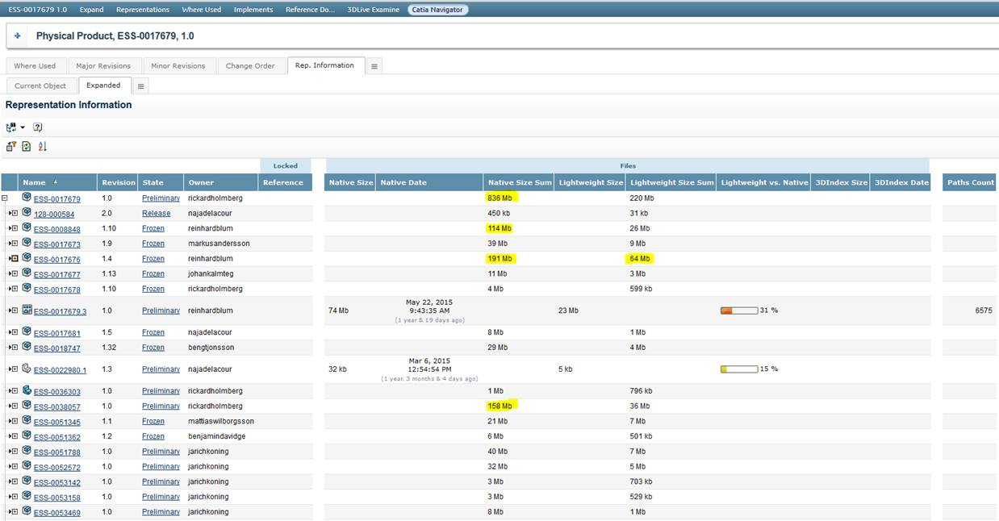 ESS-0017679 1.0 Expand Representations Where Used Implements Reference Do... 3DLive Examine Catia Navigator
Physical Product, ESS-0017679, 1.0
Where Used Major Revisions Minor Revisions Change Order Rep. Information
Current Object Expanded
Representation Information
Locked Files
Name Revision State Owner Reference Native Size Native Date Native Size Sum Lightweight Size Lightweight Size Sum Lightweight vs. Native 3DIndex Size 3DIndex Date Paths Count
ESS-0017679 1.0 Preliminary rickardholmberg 836 Mb 220 Mb
128-000584 2.0 Release najadelacour 450 kb 31 kb
ESS-0008848 1.10 Frozen reinhardblum 114 Mb 26 Mb
ESS-0017673 1.9 Frozen markusandersson 39 Mb 9 Mb
ESS-0017676 1.4 Frozen reinhardblum 191 Mb 64 Mb
ESS-0017677 1.13 Frozen johankalmteg 11 Mb 3 Mb
ESS-0017678 1.10 Frozen rickardholmberg 4 Mb 599 kb
ESS-0017679.3 1.0 Preliminary reinhardblum 74 Mb May 22, 2015 23 Mb 31 % 6575
9:43:35 AM
(1 year & 19 days ago)
ESS-0017681 1.5 Frozen najadelacour 8 Mb 1 Mb
ESS-0018747 1.32 Frozen bengtjonsson 29 Mb 4 Mb
ESS-0022980.1 1.3 Preliminary najadelacour 32 kb Mar 6, 2015 5 kb 15 %
12:54:54 PM
(1 year, 3 months & 4 days ago)
ESS-0036303 1.0 Preliminary rickardholmberg 1 Mb 796 kb
ESS-0038057 1.0 Preliminary rickardholmberg 158 Mb 36 Mb
ESS-0051345 1.1 Frozen mattiaswilborgsson 21 Mb 7 Mb
ESS-0051362 1.2 Frozen benjamindavidge 6 Mb 501 kb
ESS-0051788 1.0 Preliminary jarichkoning 40 Mb 7 Mb
ESS-0052572 1.0 Preliminary jarichkoning 32 Mb 5 Mb
ESS-0053142 1.0 Preliminary jarichkoning 3 Mb 703 kb
ESS-0053158 1.0 Preliminary jarichkoning 3 Mb 529 kb
ESS-0053469 1.0 Preliminary jarichkoning 8 Mb 1 Mb